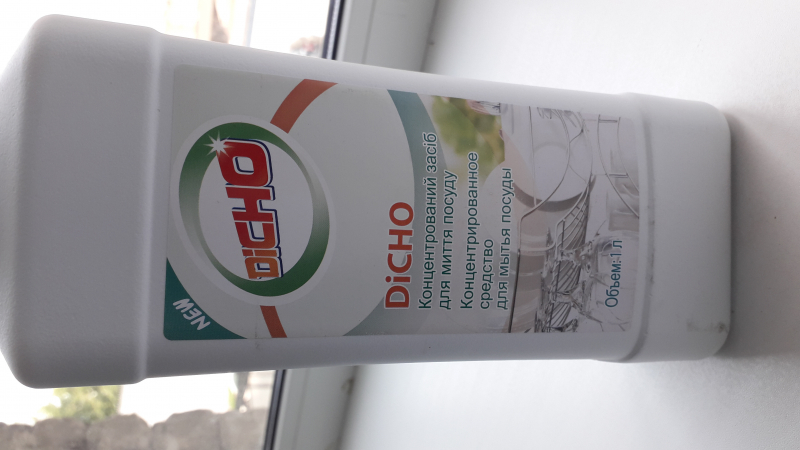 NEW
DiCHO
DiCHO
Концентрований засіб
для миття посуду
Концентрированное
средство
для мытья посуды
Объем:1 л